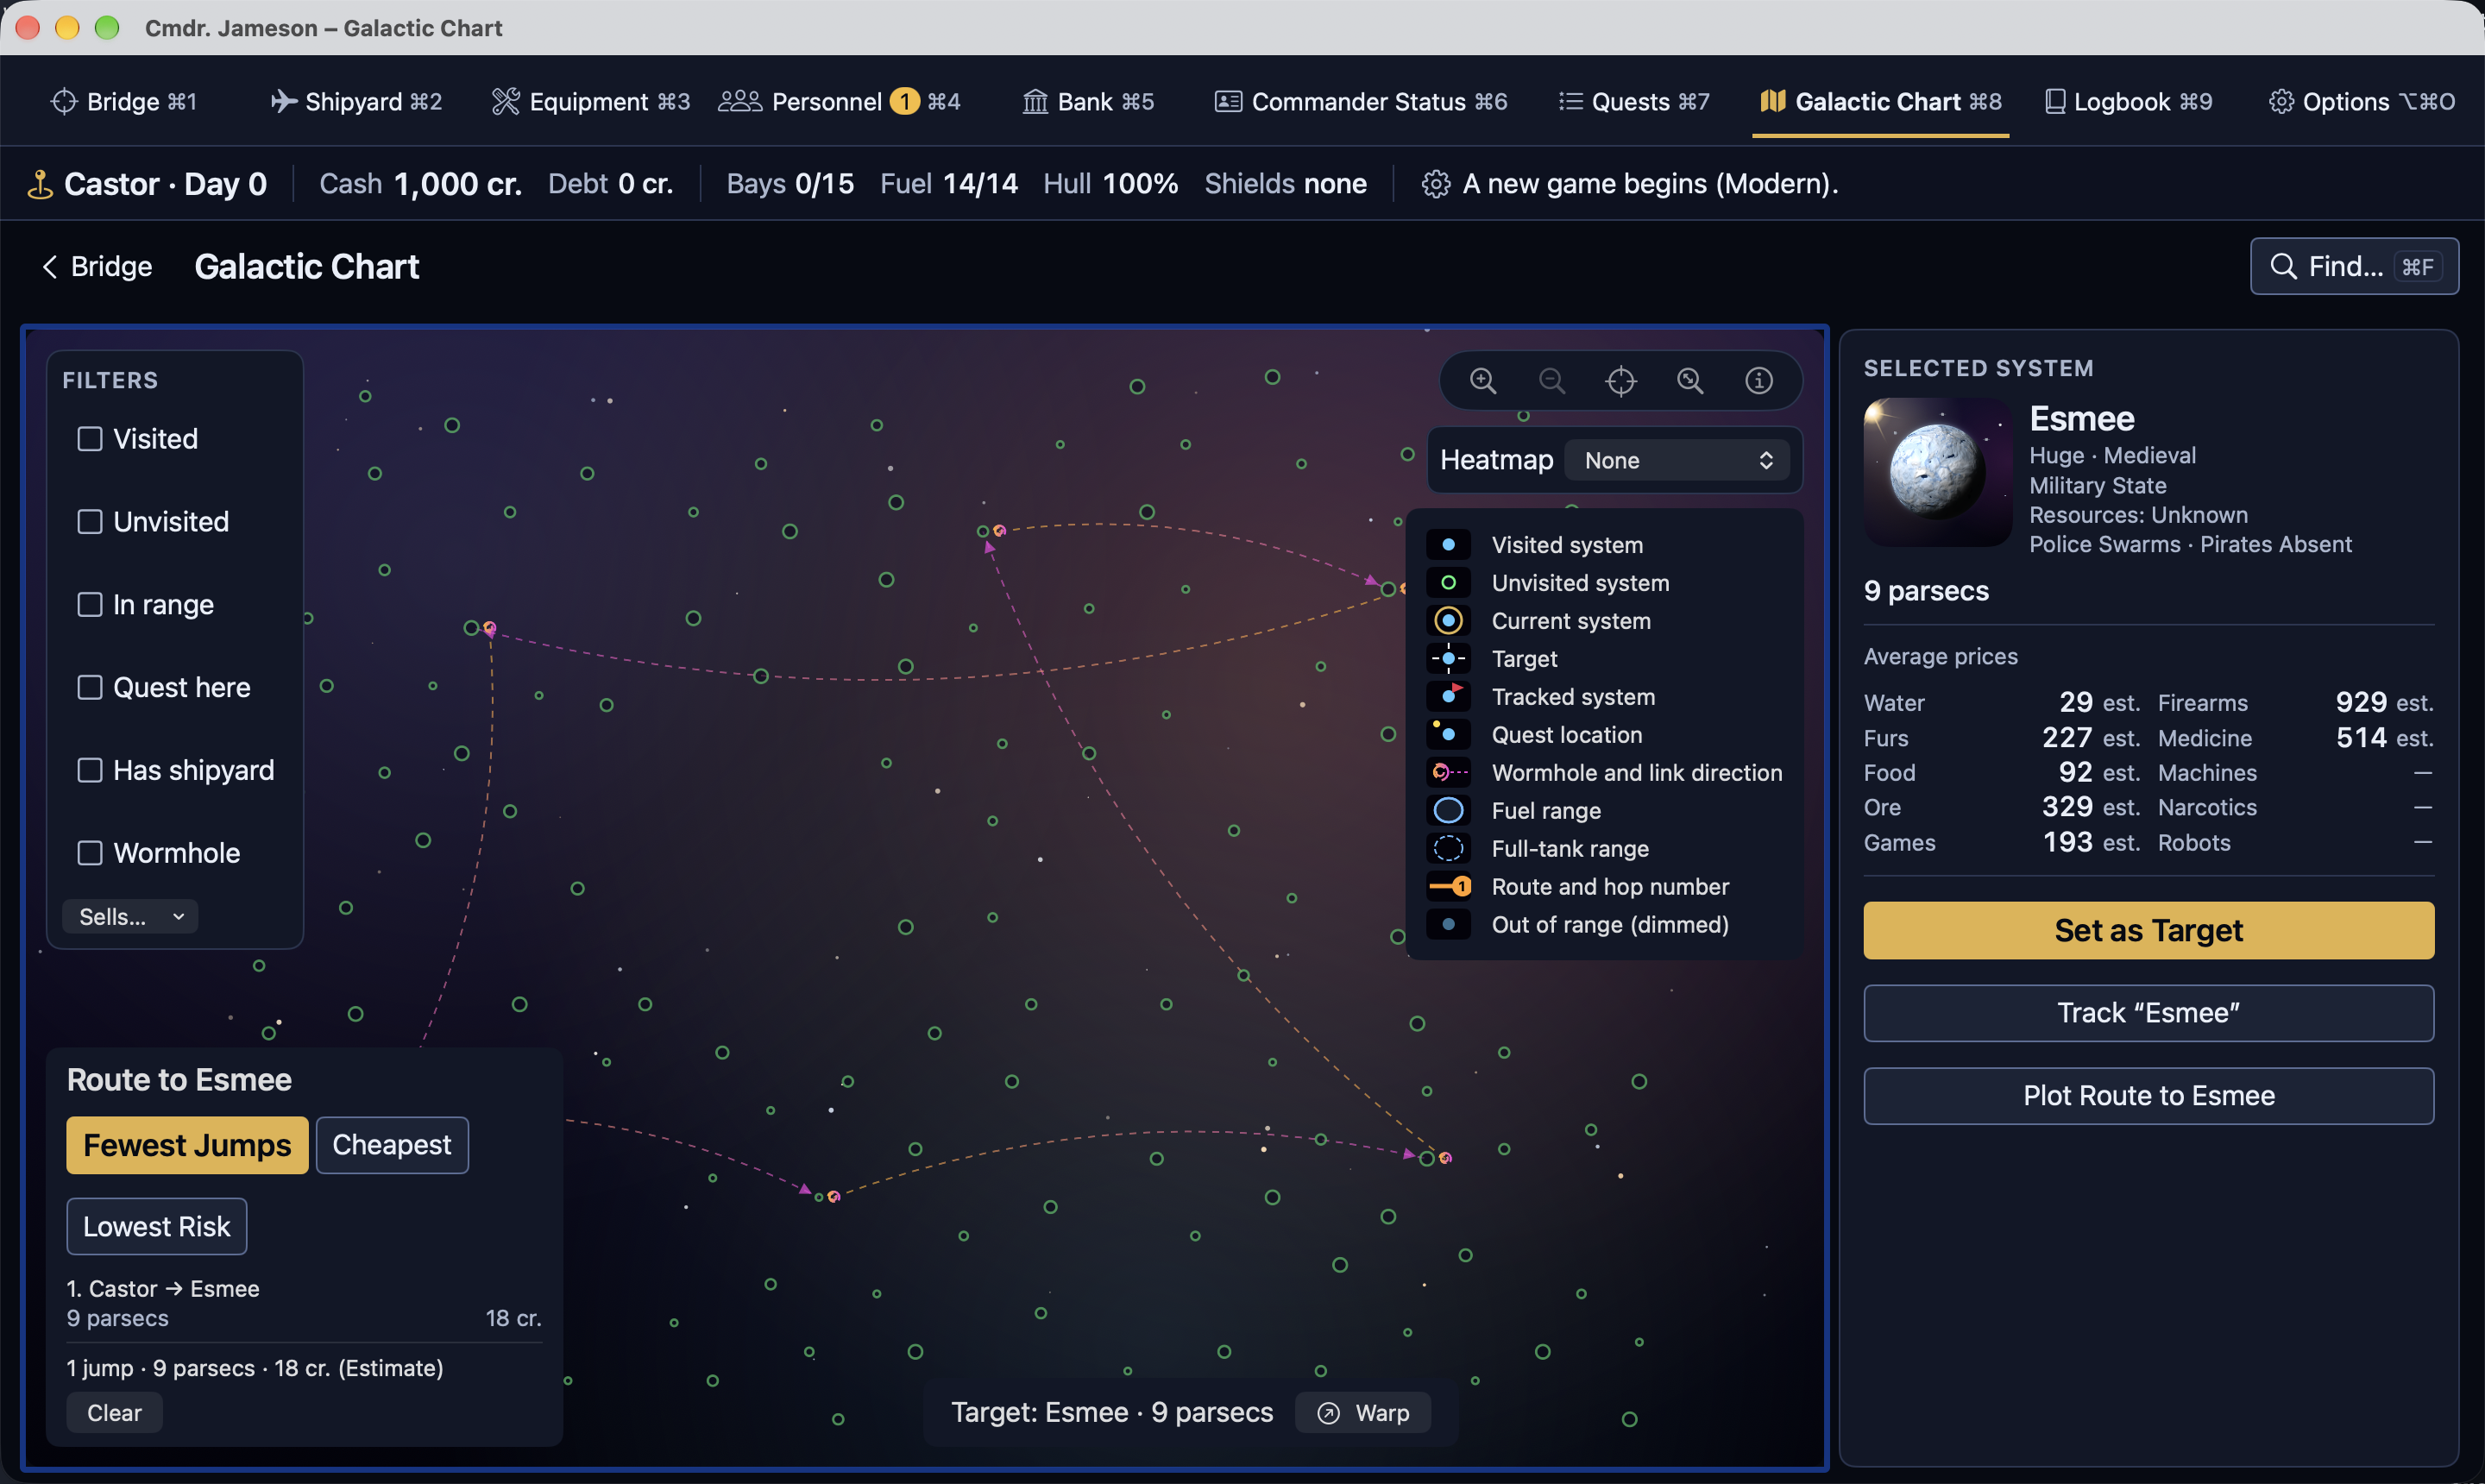 Cmdr. Jameson – Galactic Chart
Bridge ⌘1
Shipyard ⌘2
Equipment ⌘3
Personnel 1 ⌘4
Bank ⌘5
Commander Status ⌘6
Quests ⌘7
Galactic Chart ⌘8
Logbook ⌘9
Options ⌥⌘O
Castor · Day 0
Cash 1,000 cr. Debt 0 cr.
Bays 0/15 Fuel 14/14 Hull 100% Shields none
A new game begins (Modern).
Bridge
Galactic Chart
Find... ⌘F
FILTERS
Visited
Unvisited
In range
Quest here
Has shipyard
Wormhole
Sells...
Heatmap None
Visited system
Unvisited system
Current system
Target
Tracked system
Quest location
Wormhole and link direction
Fuel range
Full-tank range
1 Route and hop number
Out of range (dimmed)
Route to Esmee
Fewest Jumps
Cheapest
Lowest Risk
1. Castor → Esmee
9 parsecs 18 cr.
1 jump · 9 parsecs · 18 cr. (Estimate)
Clear
Target: Esmee · 9 parsecs
Warp
SELECTED SYSTEM
Esmee
Huge · Medieval
Military State
Resources: Unknown
Police Swarms · Pirates Absent
9 parsecs
Average prices
Water 29 est. Firearms 929 est.
Furs 227 est. Medicine 514 est.
Food 92 est. Machines —
Ore 329 est. Narcotics —
Games 193 est. Robots —
Set as Target
Track “Esmee”
Plot Route to Esmee